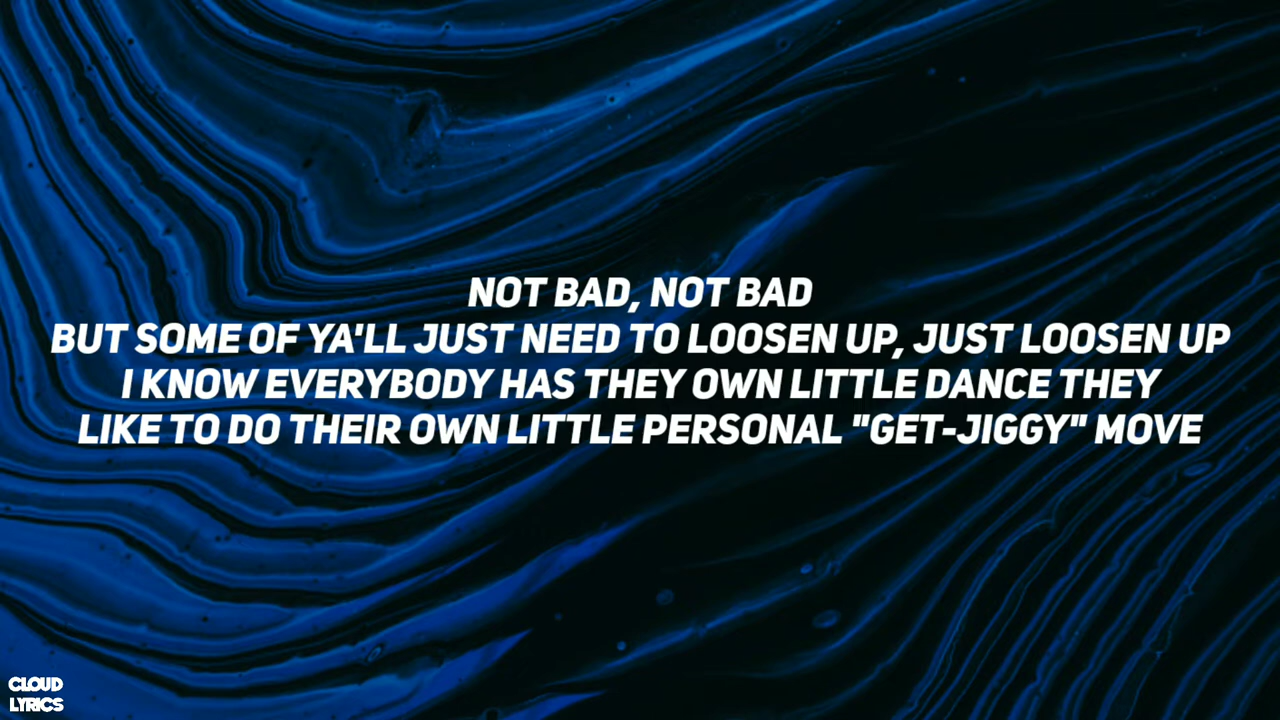 NOT BAD, NOT BAD
BUT SOME OF YA'LL JUST NEED TO LOOSEN UP, JUST LOOSEN UP
I KNOW EVERYBODY HAS THEY OWN LITTLE DANCE THEY
LIKE TO DO THEIR OWN LITTLE PERSONAL "GET-JIGGY" MOVE
CLOUD
LYRICS